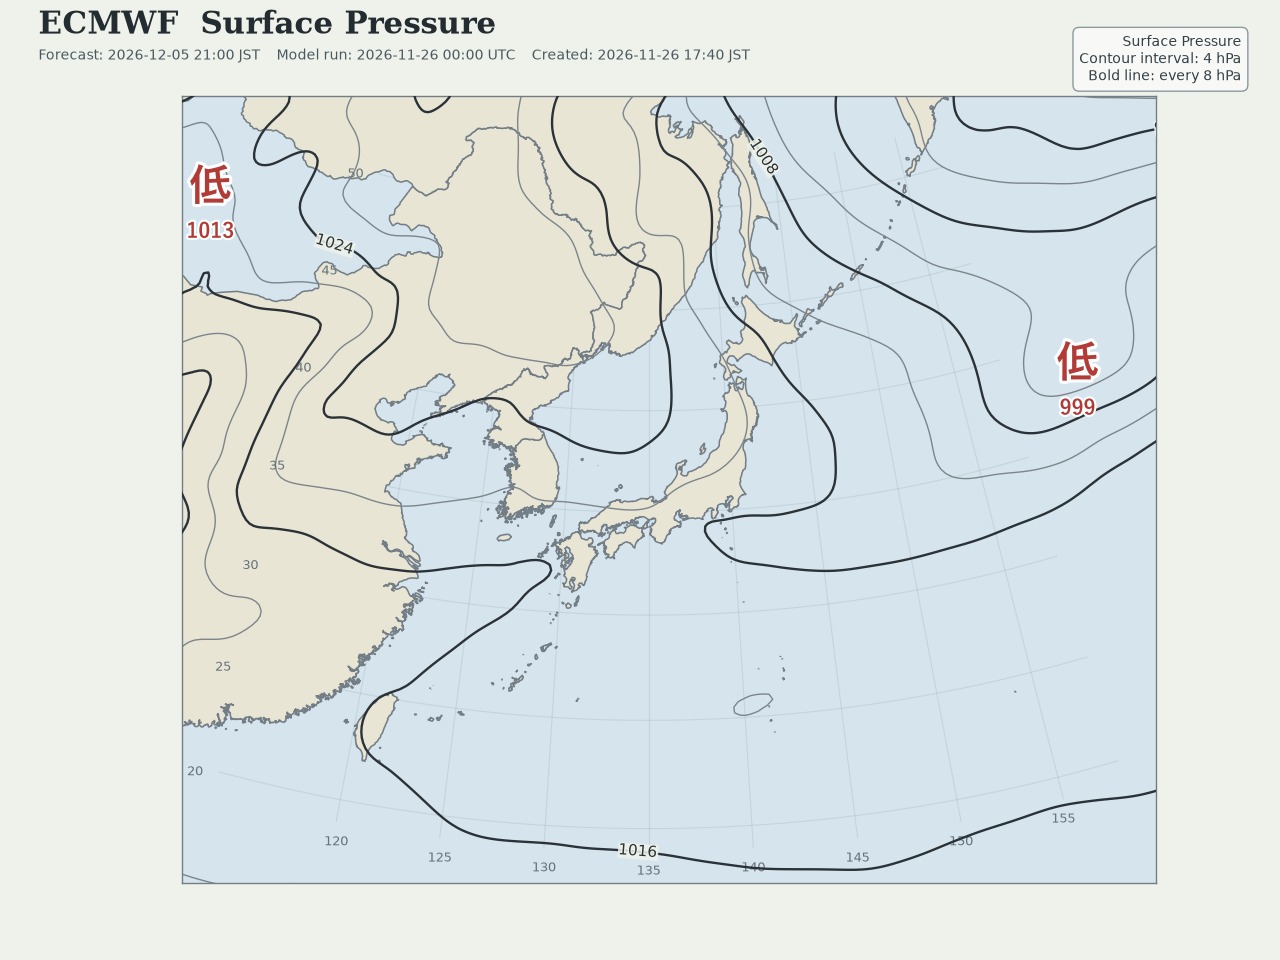 ECMWF  Surface Pressure
Forecast: 2026-12-05 21:00 JST    Model run: 2026-11-26 00:00 UTC    Created: 2026-11-26 17:40 JST
Surface Pressure
Contour interval: 4 hPa
Bold line: every 8 hPa
1008
50
低
1013
1024
45
低
999
40
35
30
25
20
120
125
130
135
140
145
150
155
1016